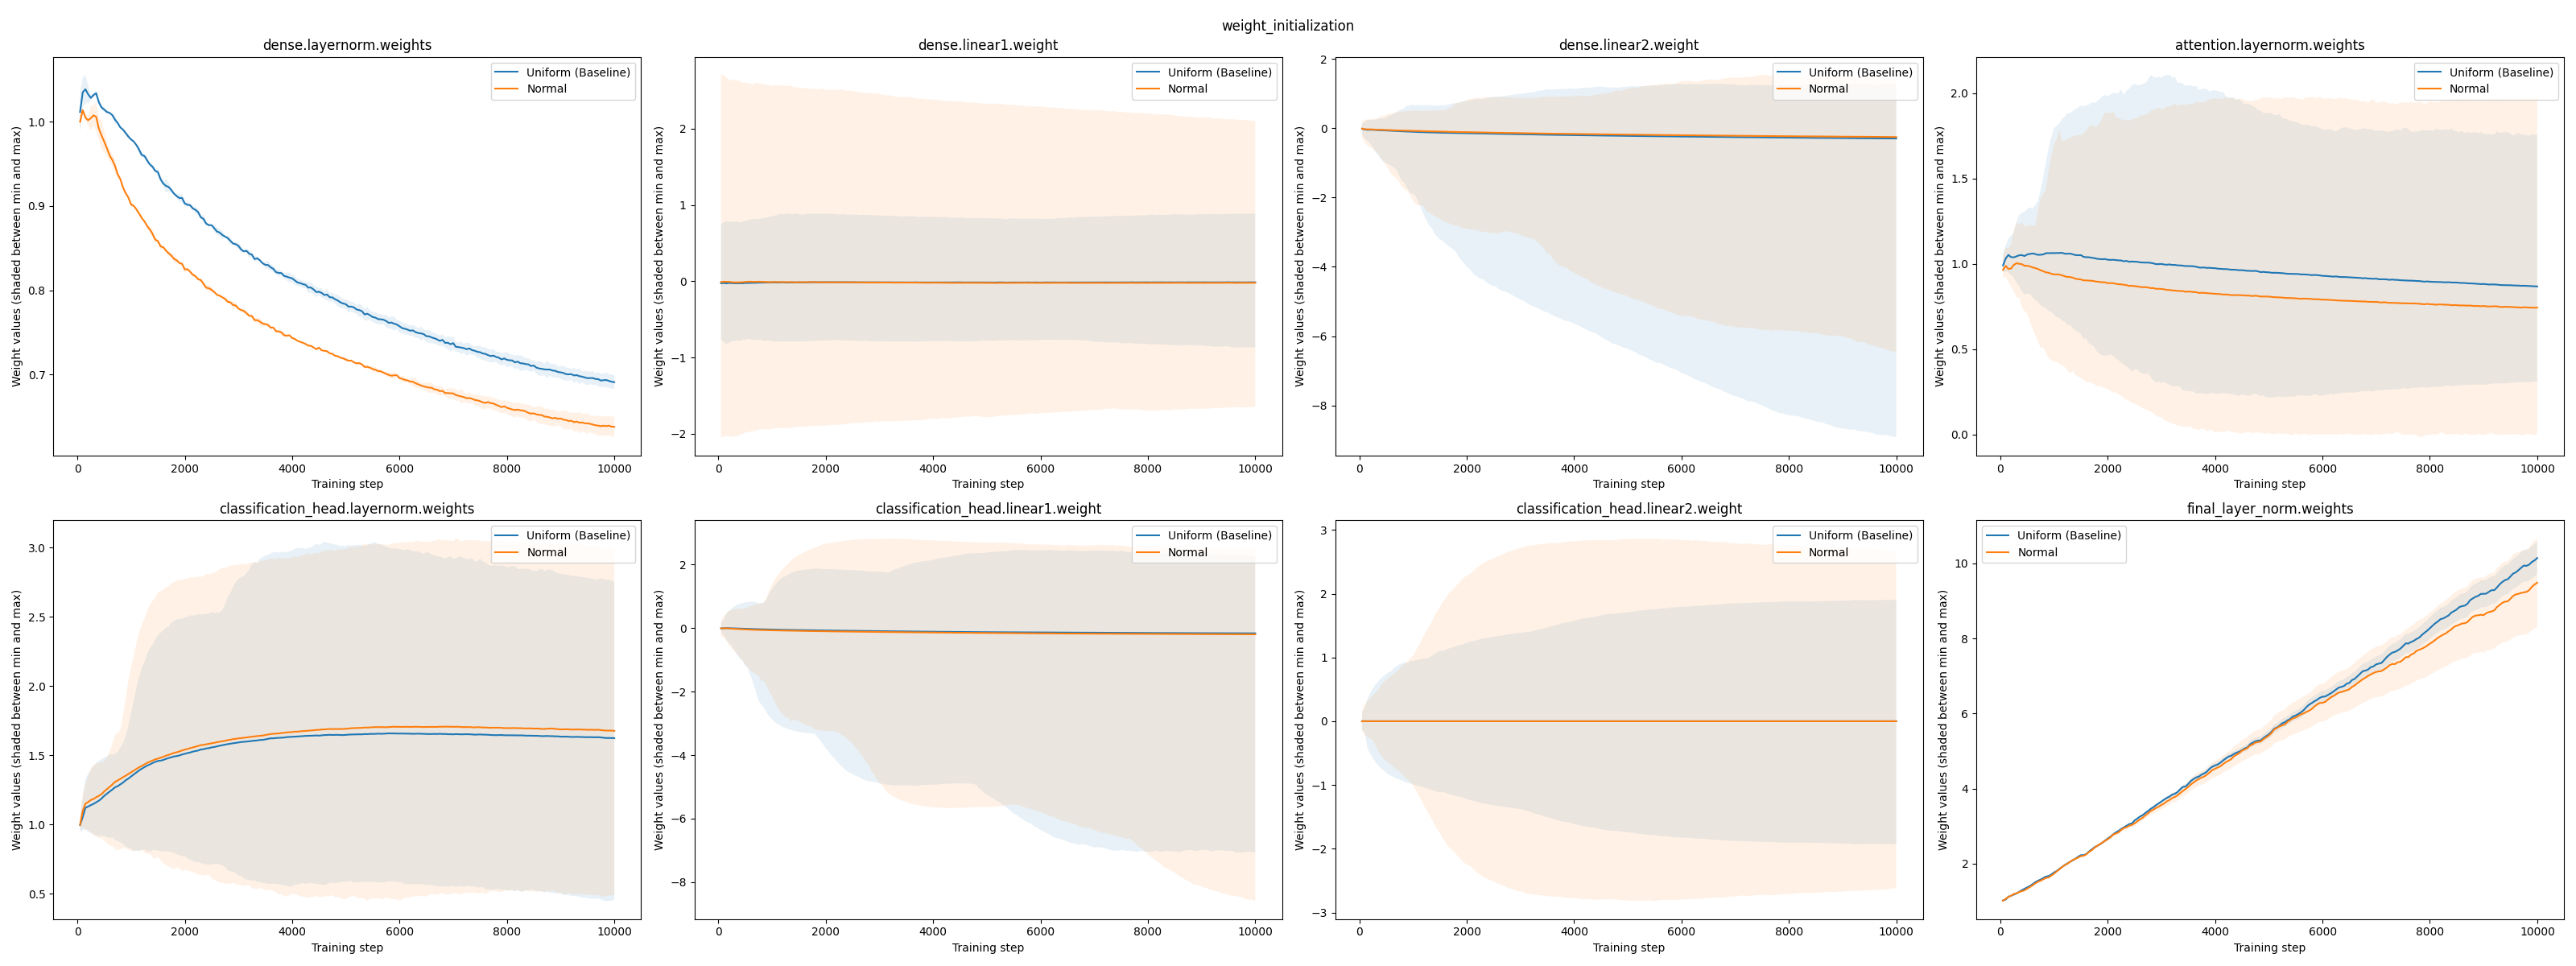 weight_initialization
dense.layernorm.weights
Weight values (shaded between min and max)
1.0
0.9
0.8
0.7
Uniform (Baseline)
Normal
0 2000 4000 6000 8000 10000
Training step
dense.linear1.weight
Weight values (shaded between min and max)
2
1
0
−1
−2
Uniform (Baseline)
Normal
0 2000 4000 6000 8000 10000
Training step
dense.linear2.weight
Weight values (shaded between min and max)
2
0
−2
−4
−6
−8
Uniform (Baseline)
Normal
0 2000 4000 6000 8000 10000
Training step
attention.layernorm.weights
Weight values (shaded between min and max)
2.0
1.5
1.0
0.5
0.0
Uniform (Baseline)
Normal
0 2000 4000 6000 8000 10000
Training step
classification_head.layernorm.weights
Weight values (shaded between min and max)
3.0
2.5
2.0
1.5
1.0
0.5
Uniform (Baseline)
Normal
0 2000 4000 6000 8000 10000
Training step
classification_head.linear1.weight
Weight values (shaded between min and max)
2
0
−2
−4
−6
−8
Uniform (Baseline)
Normal
0 2000 4000 6000 8000 10000
Training step
classification_head.linear2.weight
Weight values (shaded between min and max)
3
2
1
0
−1
−2
−3
Uniform (Baseline)
Normal
0 2000 4000 6000 8000 10000
Training step
final_layer_norm.weights
Weight values (shaded between min and max)
10
8
6
4
2
Uniform (Baseline)
Normal
0 2000 4000 6000 8000 10000
Training step